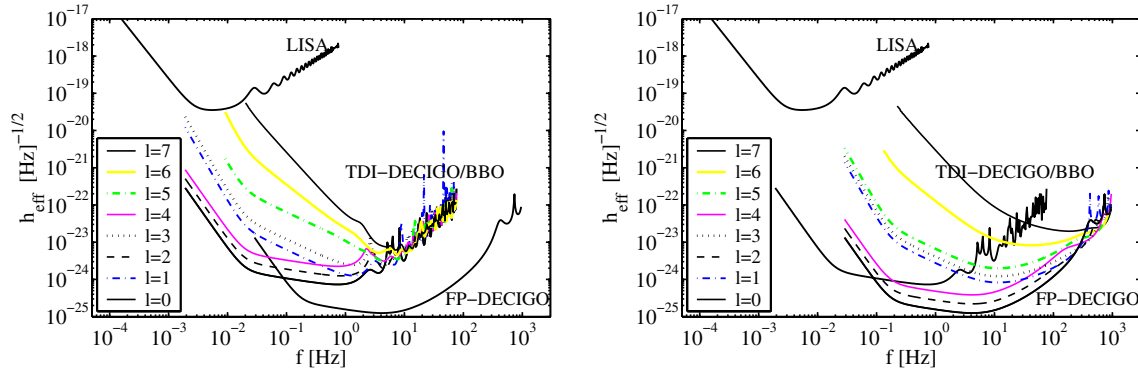 10^{-17}
10^{-18}
10^{-19}
10^{-20}
10^{-21}
10^{-22}
10^{-23}
10^{-24}
10^{-25}
h_{eff} [Hz]^{-1/2}
LISA
TDI−DECIGO/BBO
FP−DECIGO
l=7
l=6
l=5
l=4
l=3
l=2
l=1
l=0
10^{-4} 10^{-3} 10^{-2} 10^{-1} 10^{0} 10^{1} 10^{2} 10^{3}
f [Hz]
10^{-17}
10^{-18}
10^{-19}
10^{-20}
10^{-21}
10^{-22}
10^{-23}
10^{-24}
10^{-25}
h_{eff} [Hz]^{-1/2}
LISA
TDI−DECIGO/BBO
FP−DECIGO
l=7
l=6
l=5
l=4
l=3
l=2
l=1
l=0
10^{-4} 10^{-3} 10^{-2} 10^{-1} 10^{0} 10^{1} 10^{2} 10^{3}
f [Hz]